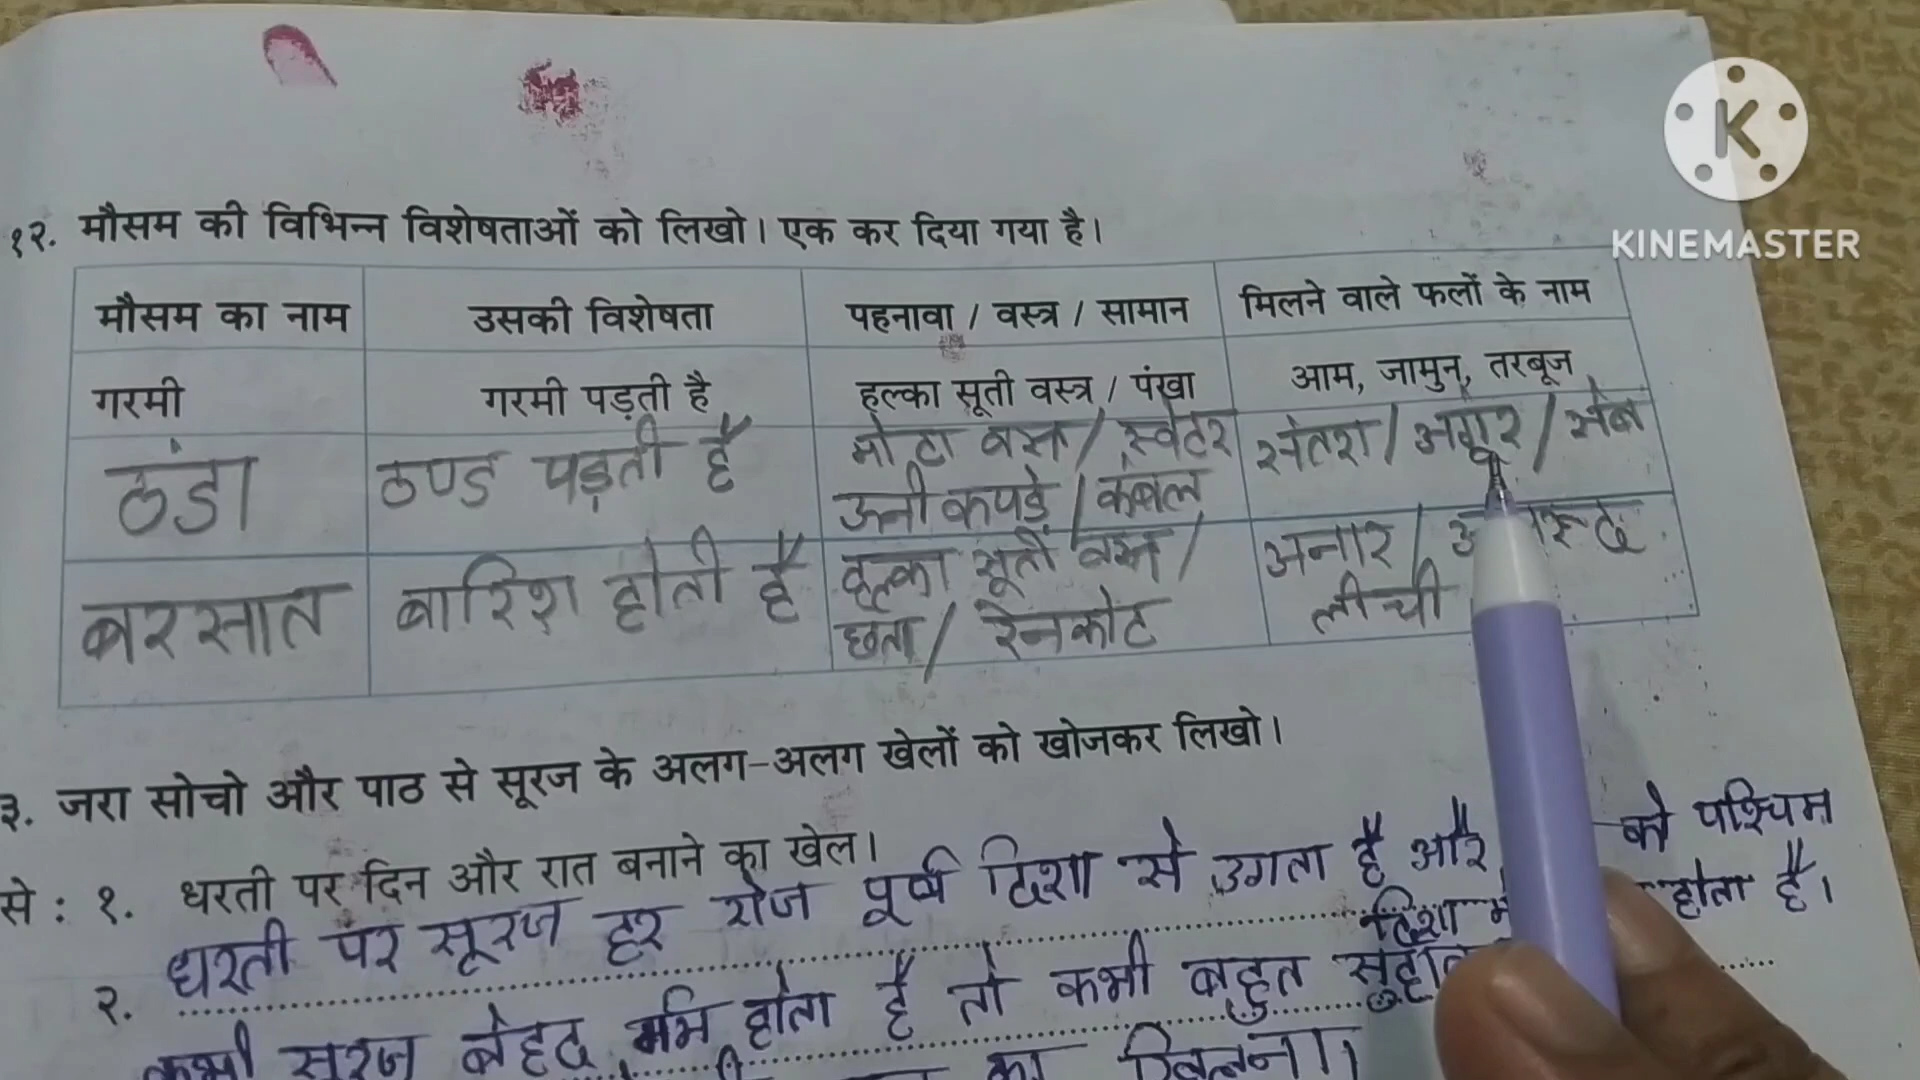 KINEMASTER
१२. मौसम की विभिन्न विशेषताओं को लिखो। एक कर दिया गया है।
मौसम का नाम उसकी विशेषता पहनावा / वस्त्र / सामान मिलने वाले फलों के नाम
गरमी गरमी पड़ती है हल्का सूती वस्त्र / पंखा आम, जामुन, तरबूज
ठंडा ठण्ड पड़ती है मोटा वस्त्र / स्वेटर संतरा / अंगूर / सेब
ऊनी कपडे / कंबल
बरसात बारिश होती है हल्का सूती वस्त्र / अनार /
छाता / रेनकोट लीची
३. जरा सोचो और पाठ से सूरज के अलग-अलग खेलों को खोजकर लिखो।
से : १. धरती पर दिन और रात बनाने का खेल।
धरती पर सूरज हर रोज पूर्व दिशा से उगता है और को पश्चिम
दिशा होता है।
२. कभी सूरज बेहद गर्म होता है तो कभी बहुत
का खिलना।